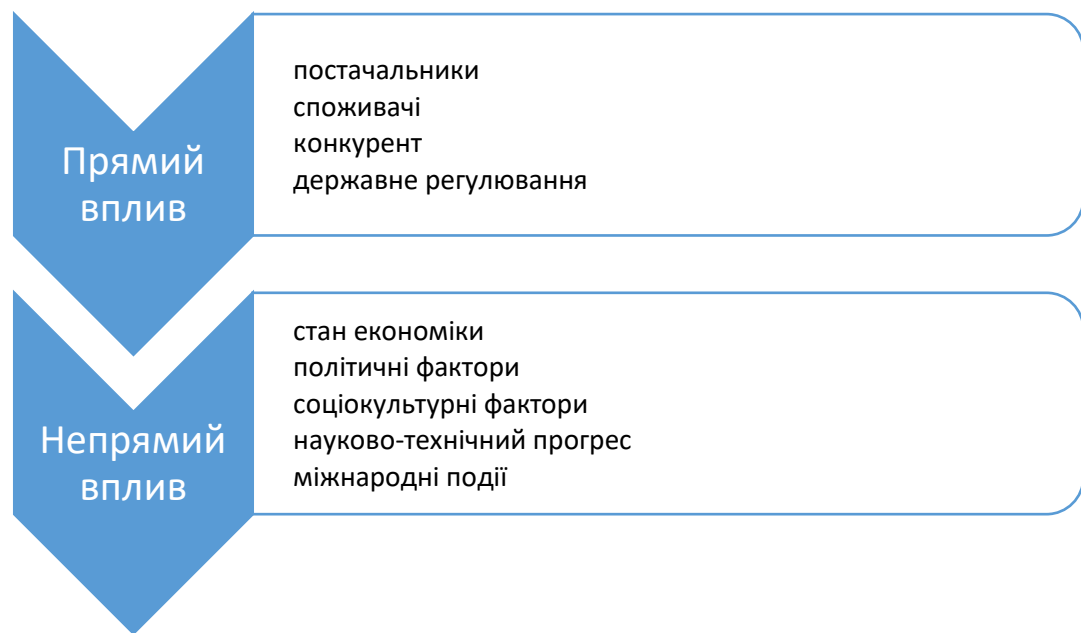 Прямий
вплив
постачальники
споживачі
конкурент
державне регулювання
Непрямий
вплив
стан економіки
політичні фактори
соціокультурні фактори
науково-технічний прогрес
міжнародні події